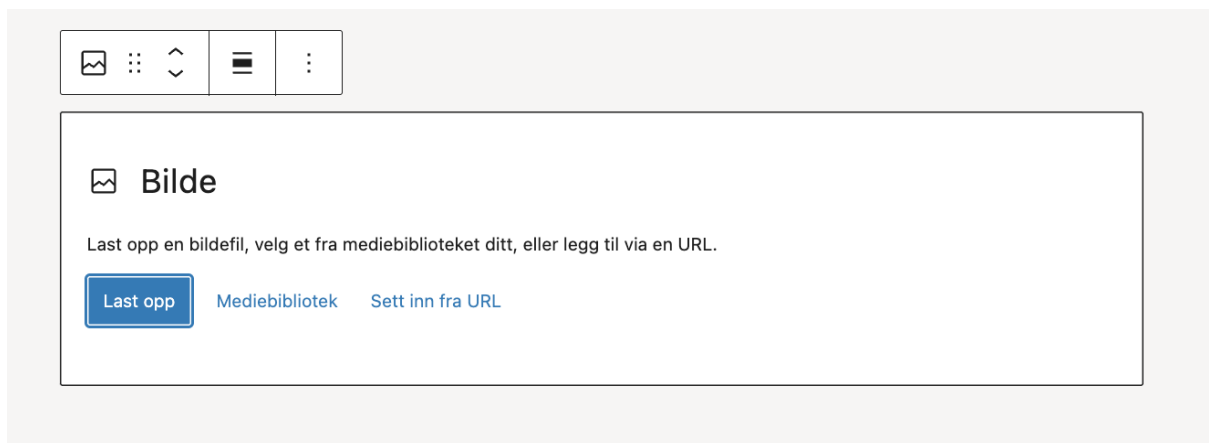 Bilde
Last opp en bildefil, velg et fra mediebiblioteket ditt, eller legg til via en URL.
Last opp
Mediebibliotek
Sett inn fra URL